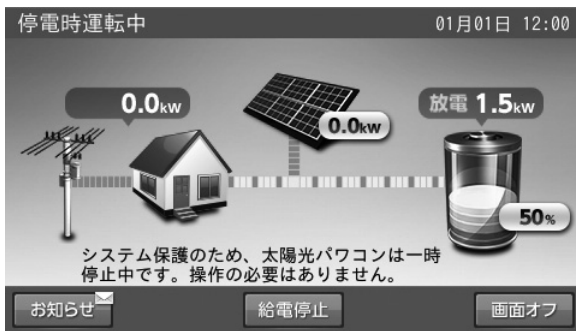 停電時運転中
01月01日 12:00
0.0kW
0.0kW
放電 1.5kW
50%
システム保護のため、太陽光パワコンは一時
停止中です。操作の必要はありません。
お知らせ
給電停止
画面オフ